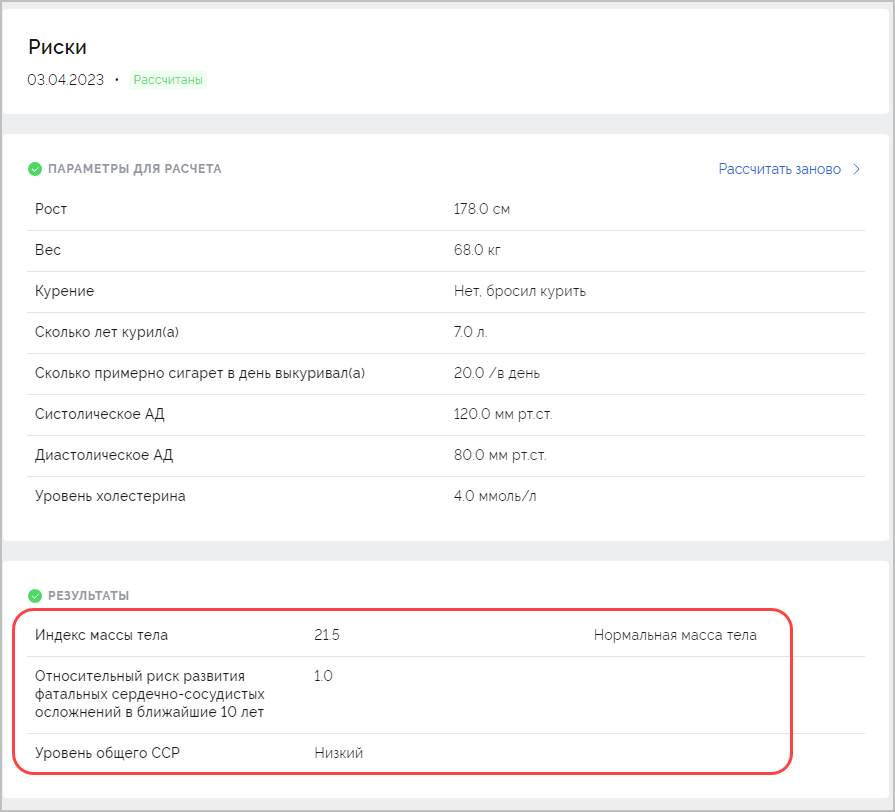 Риски
03.04.2023 • Рассчитаны
ПАРАМЕТРЫ ДЛЯ РАСЧЕТА Рассчитать заново
Рост 178.0 см
Вес 68.0 кг
Курение Нет, бросил курить
Сколько лет курил(а) 7.0 л.
Сколько примерно сигарет в день выкуривал(а) 20.0 /в день
Систолическое АД 120.0 мм рт.ст.
Диастолическое АД 80.0 мм рт.ст.
Уровень холестерина 4.0 ммоль/л
РЕЗУЛЬТАТЫ
Индекс массы тела 21.5 Нормальная масса тела
Относительный риск развития 1.0
фатальных сердечно-сосудистых
осложнений в ближайшие 10 лет
Уровень общего ССР Низкий